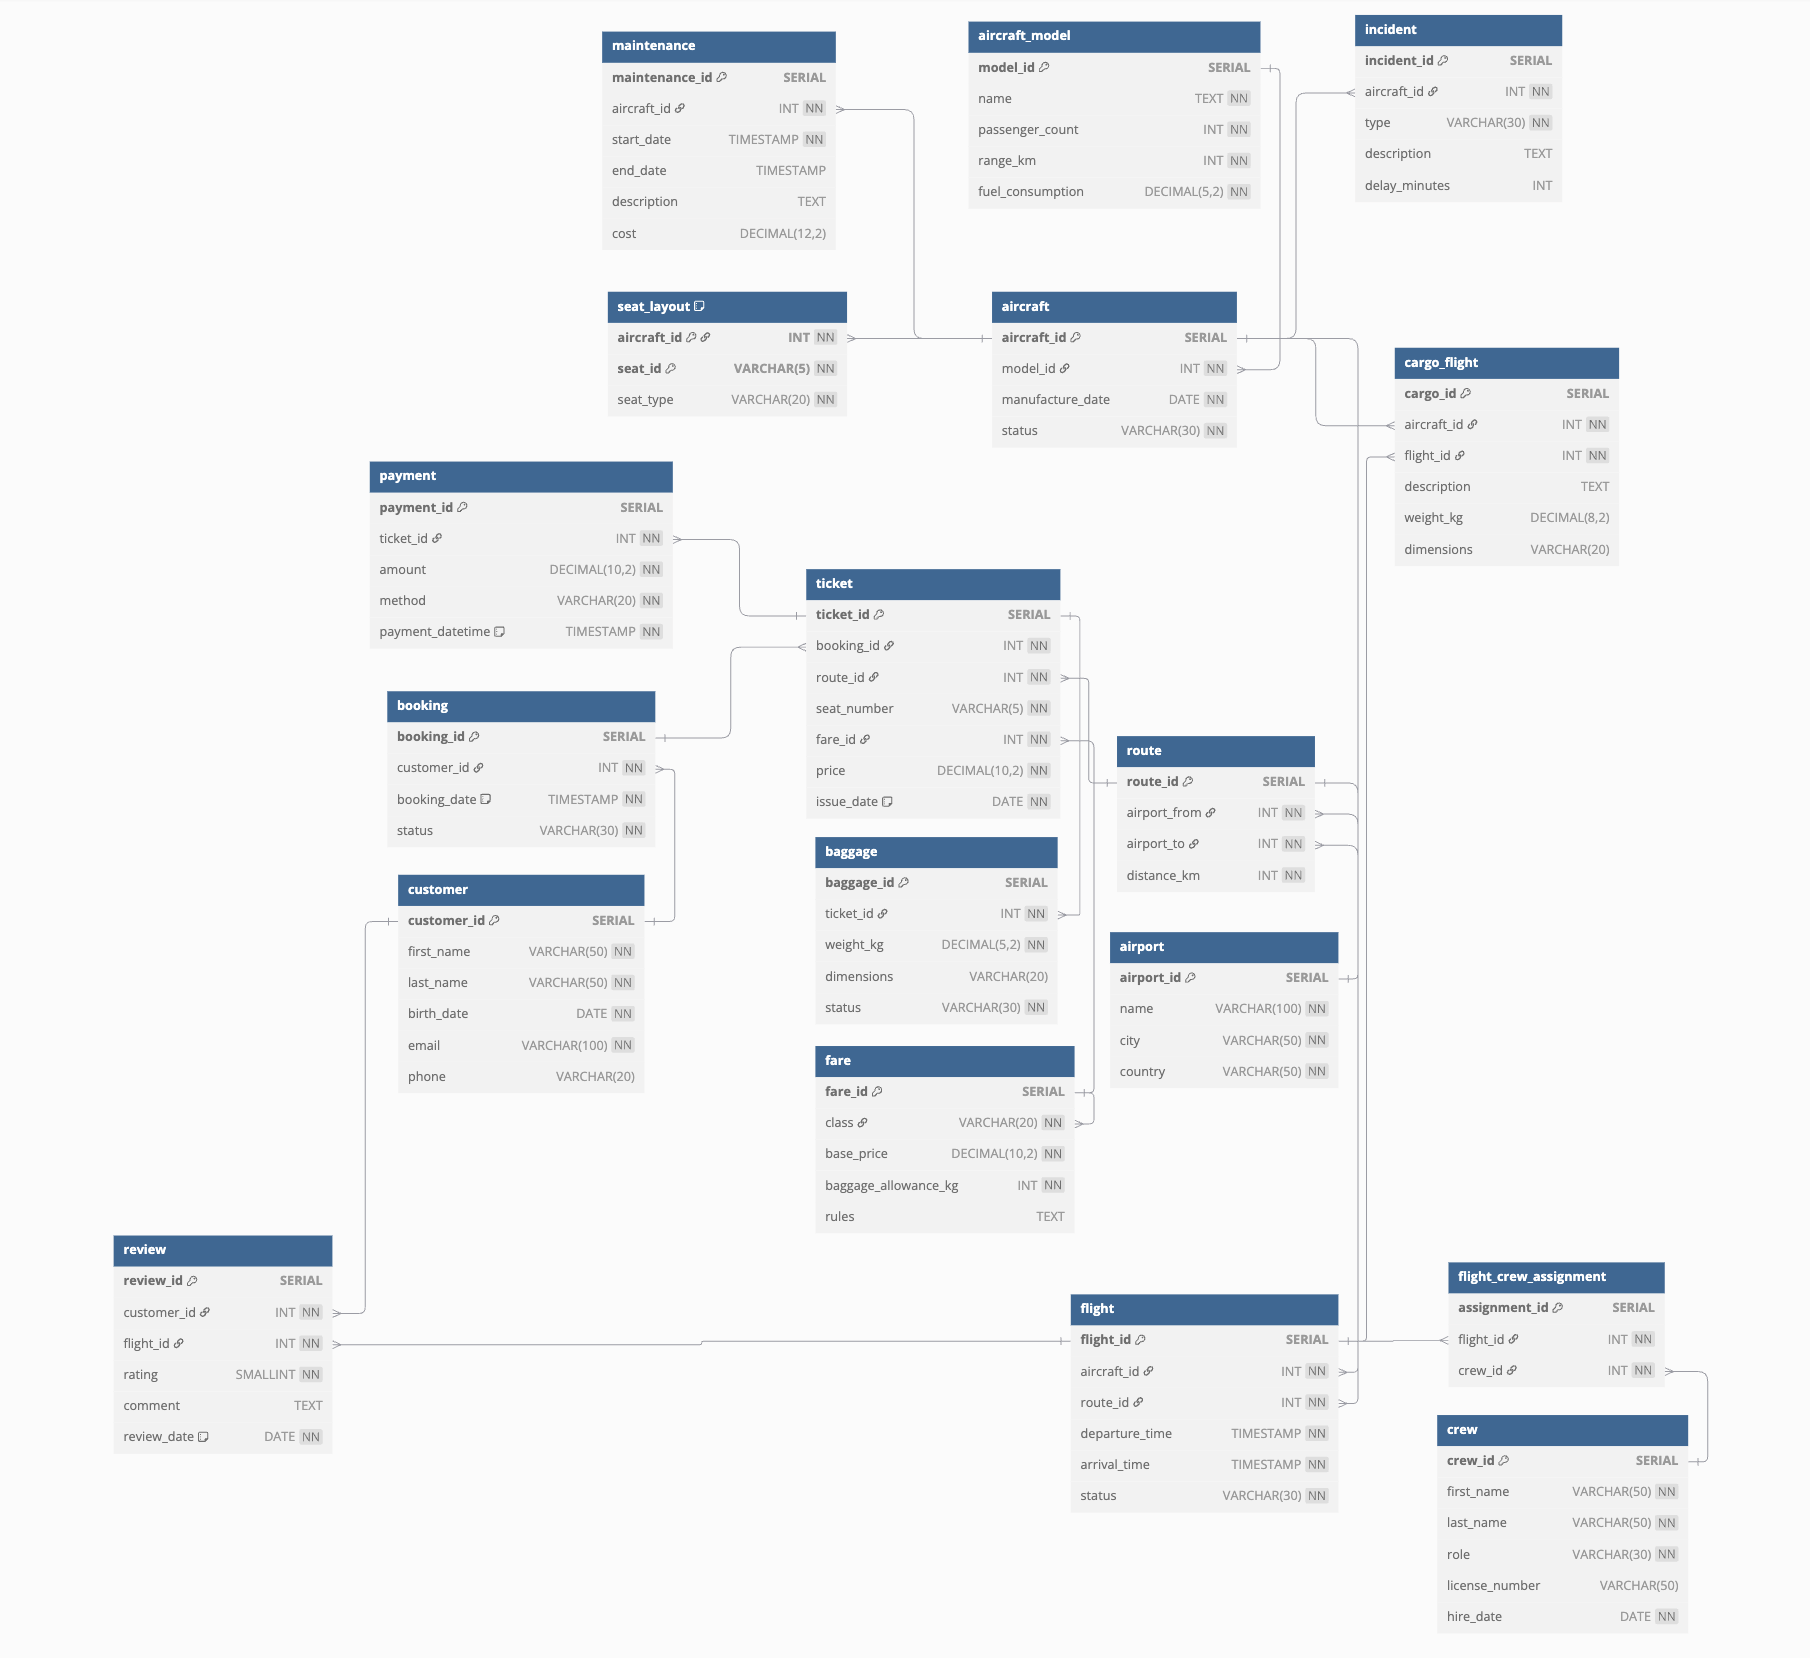 maintenance
maintenance_id SERIAL
aircraft_id INT NN
start_date TIMESTAMP NN
end_date TIMESTAMP
description TEXT
cost DECIMAL(12,2)
aircraft_model
model_id SERIAL
name TEXT NN
passenger_count INT NN
range_km INT NN
fuel_consumption DECIMAL(5,2) NN
incident
incident_id SERIAL
aircraft_id INT NN
type VARCHAR(30) NN
description TEXT
delay_minutes INT
seat_layout
aircraft_id INT NN
seat_id VARCHAR(5) NN
seat_type VARCHAR(20) NN
aircraft
aircraft_id SERIAL
model_id INT NN
manufacture_date DATE NN
status VARCHAR(30) NN
cargo_flight
cargo_id SERIAL
aircraft_id INT NN
flight_id INT NN
description TEXT
weight_kg DECIMAL(8,2)
dimensions VARCHAR(20)
payment
payment_id SERIAL
ticket_id INT NN
amount DECIMAL(10,2) NN
method VARCHAR(20) NN
payment_datetime TIMESTAMP NN
ticket
ticket_id SERIAL
booking_id INT NN
route_id INT NN
seat_number VARCHAR(5) NN
fare_id INT NN
price DECIMAL(10,2) NN
issue_date DATE NN
booking
booking_id SERIAL
customer_id INT NN
booking_date TIMESTAMP NN
status VARCHAR(30) NN
route
route_id SERIAL
airport_from INT NN
airport_to INT NN
distance_km INT NN
baggage
baggage_id SERIAL
ticket_id INT NN
weight_kg DECIMAL(5,2) NN
dimensions VARCHAR(20)
status VARCHAR(30) NN
customer
customer_id SERIAL
first_name VARCHAR(50) NN
last_name VARCHAR(50) NN
birth_date DATE NN
email VARCHAR(100) NN
phone VARCHAR(20)
airport
airport_id SERIAL
name VARCHAR(100) NN
city VARCHAR(50) NN
country VARCHAR(50) NN
fare
fare_id SERIAL
class VARCHAR(20) NN
base_price DECIMAL(10,2) NN
baggage_allowance_kg INT NN
rules TEXT
review
review_id SERIAL
customer_id INT NN
flight_id INT NN
rating SMALLINT NN
comment TEXT
review_date DATE NN
flight
flight_id SERIAL
aircraft_id INT NN
route_id INT NN
departure_time TIMESTAMP NN
arrival_time TIMESTAMP NN
status VARCHAR(30) NN
flight_crew_assignment
assignment_id SERIAL
flight_id INT NN
crew_id INT NN
crew
crew_id SERIAL
first_name VARCHAR(50) NN
last_name VARCHAR(50) NN
role VARCHAR(30) NN
license_number VARCHAR(50)
hire_date DATE NN